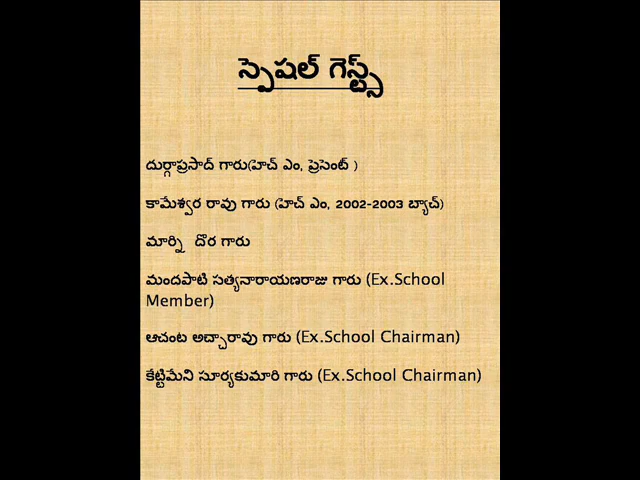 స్పెషల్ గెస్ట్స్
దుర్గాప్రసాద్ గారు(హెచ్ ఎం, ప్రెసెంట్ )
కామేశ్వర రావు గారు (హెచ్ ఎం, 2002-2003 బ్యాచ్)
మార్ని దొర గారు
మందపాటి సత్యనారాయణరాజు గారు (Ex.School
Member)
ఆచంట అచ్చారావు గారు (Ex.School Chairman)
కేట్టిమేని సూర్యకుమారి గారు (Ex.School Chairman)